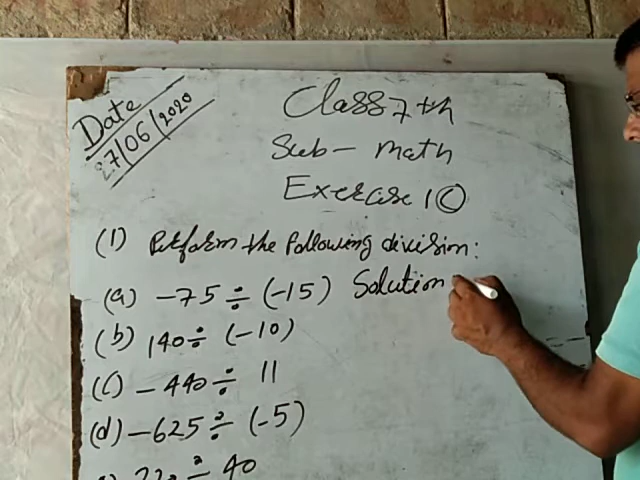 Date
27/06/2020
Class 7th
Sub - math
Exercise 1 (C)
(1) Perform the following division:
(a) -75 ÷ (-15) Solution
(b) 140 ÷ (-10)
(c) - 440 ÷ 11
(d) -625 ÷ (-5)
÷ 40